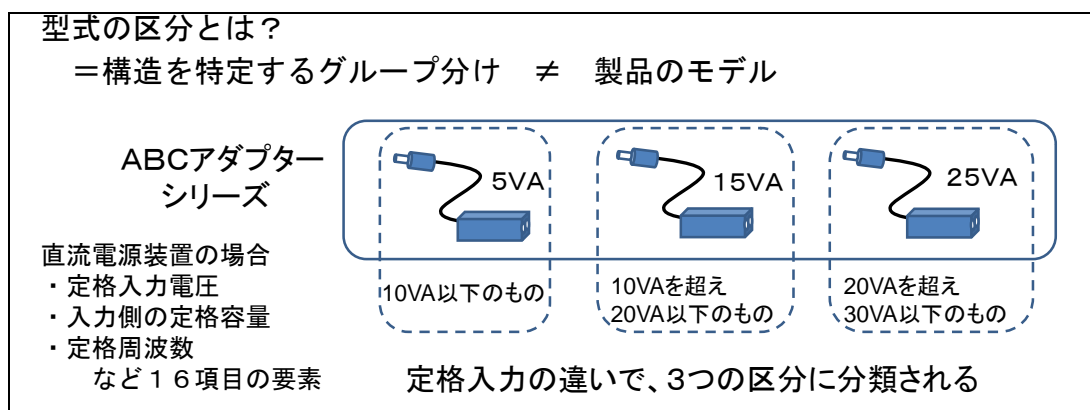 型式の区分とは?
=構造を特定するグループ分け ≠ 製品のモデル
ABCアダプター
シリーズ
5VA
15VA
25VA
直流電源装置の場合
・定格入力電圧
・入力側の定格容量
・定格周波数
など16項目の要素
10VA以下のもの
10VAを超え
20VA以下のもの
20VAを超え
30VA以下のもの
定格入力の違いで、3つの区分に分類される